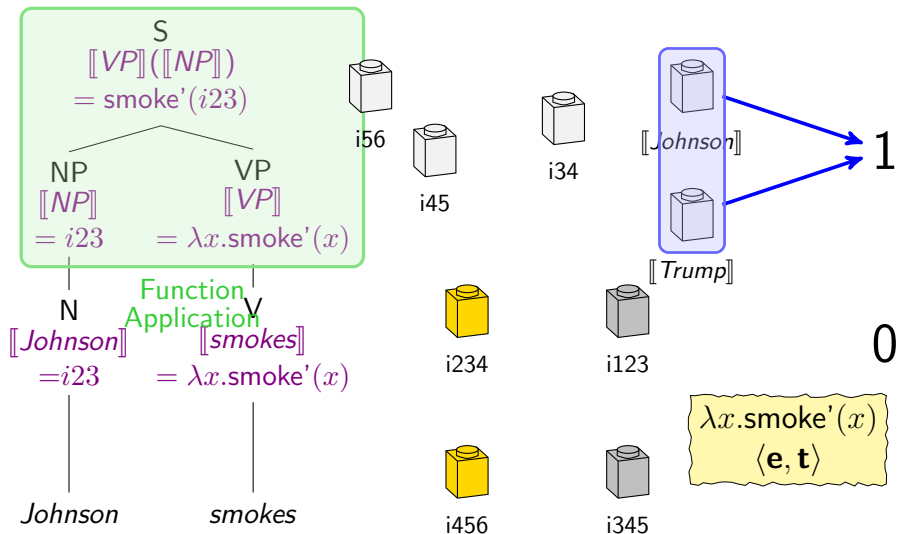 S
⟦VP⟧(⟦NP⟧)
= smoke'(i23)
NP
⟦NP⟧
= i23
VP
⟦VP⟧
= λx.smoke'(x)
Function
Application
N
⟦Johnson⟧
=i23
V
⟦smokes⟧
= λx.smoke'(x)
Johnson
smokes
i56
i45
i34
⟦Johnson⟧
⟦Trump⟧
1
i234
i123
0
i456
i345
λx.smoke'(x)
⟨e, t⟩